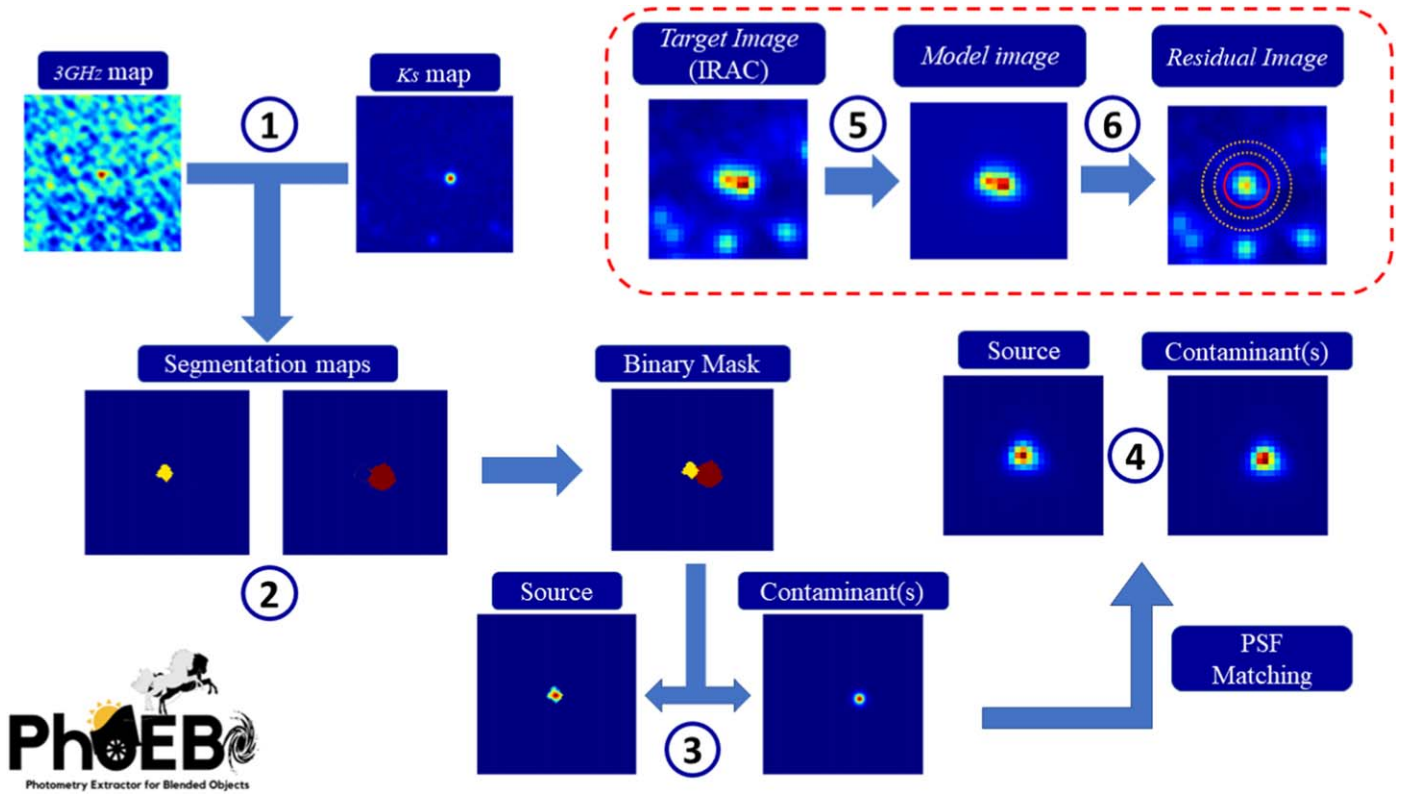 3GHz map
Ks map
1
Target Image
(IRAC)
Model image
Residual Image
5
6
Segmentation maps
2
Binary Mask
Source
Contaminant(s)
3
Source
Contaminant(s)
4
PSF
Matching
PhoEBO
Photometry Extractor for Blended Objects